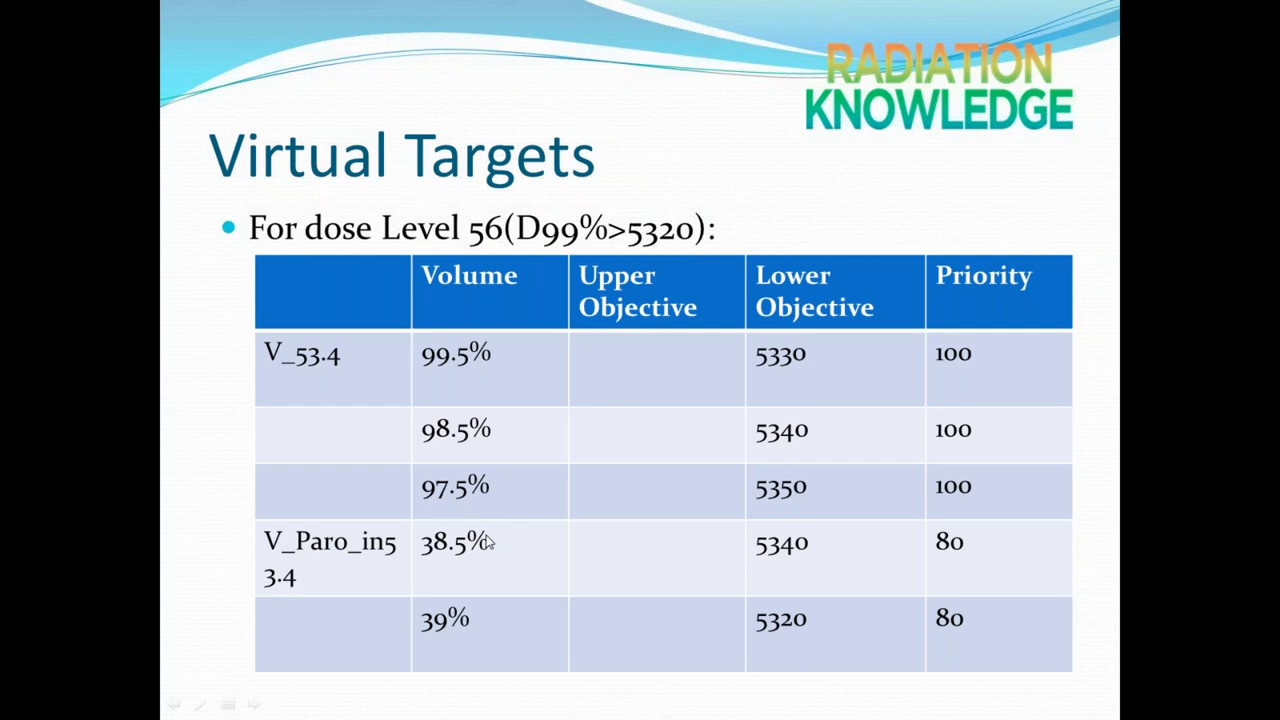 RADIATION
KNOWLEDGE
Virtual Targets
For dose Level 56(D99%>5320):
Volume Upper Objective Lower Objective Priority
V_53.4 99.5% 5330 100
98.5% 5340 100
97.5% 5350 100
V_Paro_in5
3.4 38.5% 5340 80
39% 5320 80